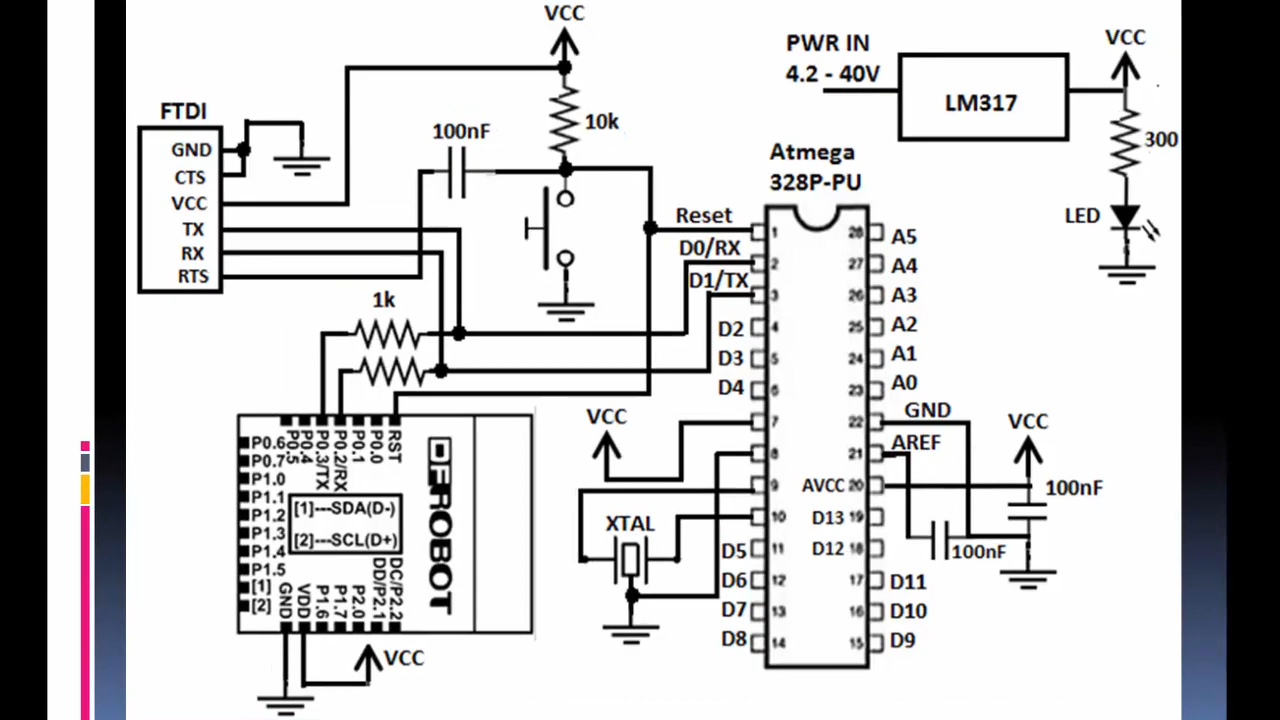 VCC
PWR IN
4.2 - 40V
LM317
VCC
300
LED
FTDI
GND
CTS
VCC
TX
RX
RTS
100nF
10k
1k
Atmega
328P-PU
Reset
D0/RX
D1/TX
D2
D3
D4
D5
D6
D7
D8
1
2
3
4
5
6
7
8
9
10
11
12
13
14
28
27
26
25
24
23
22
21
20
19
18
17
16
15
A5
A4
A3
A2
A1
A0
GND
AREF
AVCC
D13
D12
D11
D10
D9
VCC
100nF
100nF
VCC
XTAL
P0.5
P0.4
P0.3/TX
P0.2/RX
P0.1
P0.0
RST
P0.6
P0.7
P1.0
P1.1
P1.2
P1.3
P1.4
P1.5
[1]
[2]
[1]---SDA(D-)
[2]---SCL(D+)
GND
VDD
P1.6
P1.7
P2.0
DD/P2.1
DC/P2.2
DFROBOT
VCC